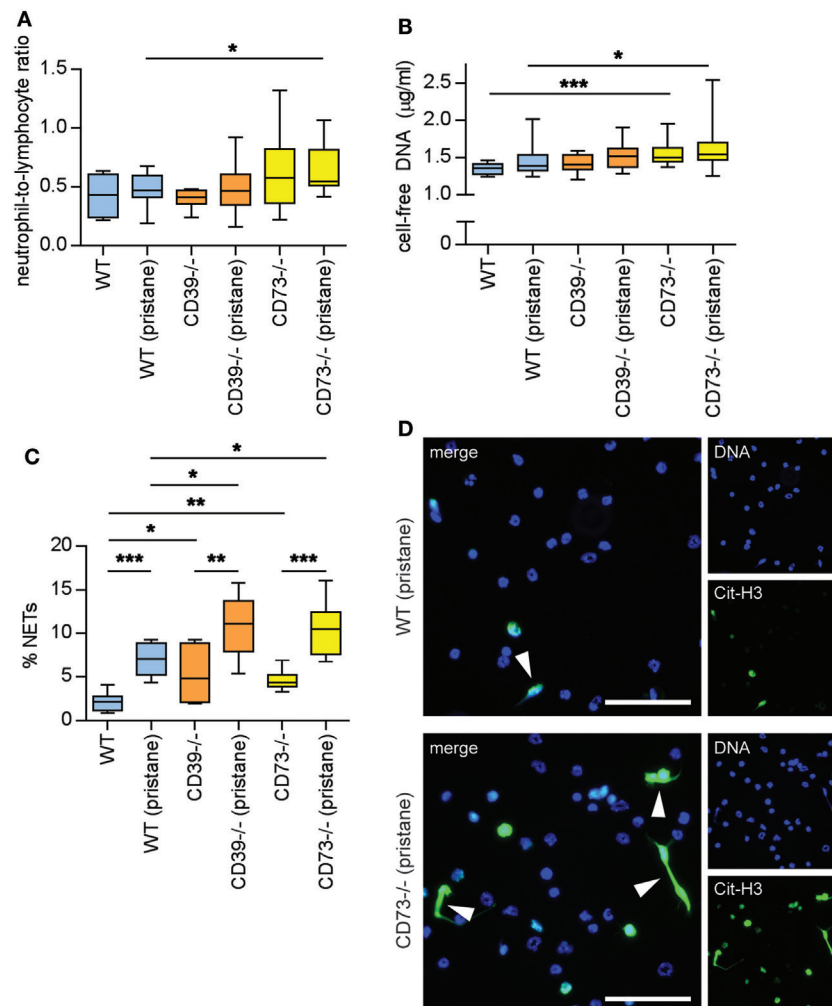 A
neutrophil-to-lymphocyte ratio
1.5
1.0
0.5
0.0
*
WT
WT (pristane)
CD39-/-
CD39-/- (pristane)
CD73-/-
CD73-/- (pristane)
B
cell-free DNA (µg/ml)
2.5
2.0
1.5
1.0
0
*
***
WT
WT (pristane)
CD39-/-
CD39-/- (pristane)
CD73-/-
CD73-/- (pristane)
C
% NETs
20
15
10
5
0
*
*
**
*
***
**
***
WT
WT (pristane)
CD39-/-
CD39-/- (pristane)
CD73-/-
CD73-/- (pristane)
D
WT (pristane)
merge
DNA
Cit-H3
CD73-/- (pristane)
merge
DNA
Cit-H3